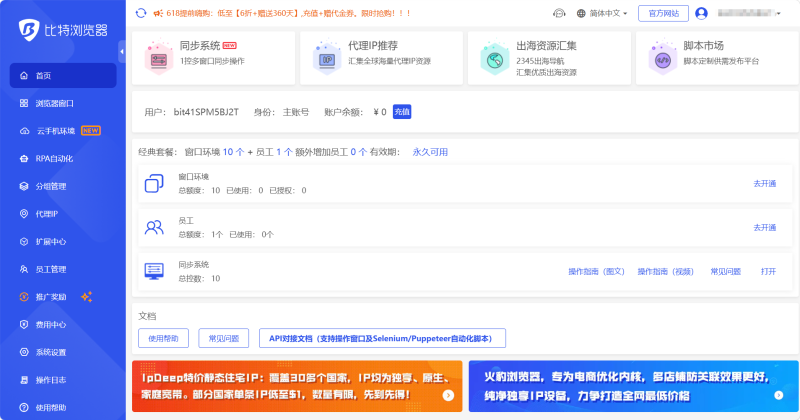 比特浏览器
618提前嗨购：低至【6折+赠送360天】,充值+赠代金券，限时抢购！！！
简体中文
官方网站
首页
浏览器窗口
云手机环境 NEW
RPA自动化
分组管理
代理IP
扩展中心
员工管理
推广奖励
费用中心
系统设置
操作日志
使用帮助
同步系统 NEW
1控多窗口同步操作
代理IP推荐
汇集全球海量代理IP资源
出海资源汇集
2345出海导航
汇集优质出海资源
脚本市场
脚本定制供需发布平台
用户： bit41SPM5BJ2T 身份： 主账号 账户余额： ¥ 0 充值
经典套餐： 窗口环境 10 个 + 员工 1 个 额外增加员工 0 个 有效期： 永久可用
窗口环境
总额度： 10 已使用： 0 已授权： 0
去开通
员工
总额度： 1个 已使用： 0个
去开通
同步系统
总控数： 10
操作指南（图文） 操作指南（视频） 常见问题 打开
文档
使用帮助 常见问题 API对接文档（支持操作窗口及Selenium/Puppeteer自动化脚本）
IpDeep特价静态住宅IP：覆盖30多个国家，IP均为独享、原生、
家庭宽带。部分国家单条IP低至$1，数量有限，先到先得！
火豹浏览器，专为电商优化内核，多店铺防关联效果更好，
纯净独享IP设备，力争打造全网最低价格